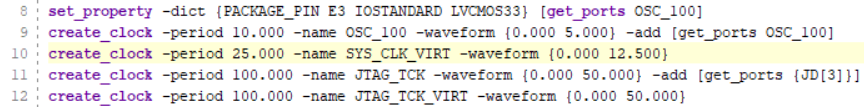 8 set_property -dict {PACKAGE_PIN E3 IOSTANDARD LVCMOS33} [get_ports OSC_100]
9 create_clock -period 10.000 -name OSC_100 -waveform {0.000 5.000} -add [get_ports OSC_100]
10 create_clock -period 25.000 -name SYS_CLK_VIRT -waveform {0.000 12.500}
11 create_clock -period 100.000 -name JTAG_TCK -waveform {0.000 50.000} -add [get_ports {JD[3]}]
12 create_clock -period 100.000 -name JTAG_TCK_VIRT -waveform {0.000 50.000}